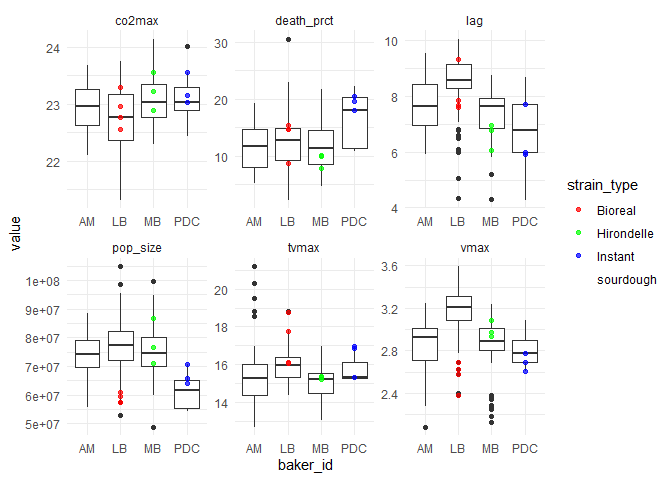 co2max
death_prct
lag
24
23
22
30
20
10
10
8
6
4
AM LB MB PDC
AM LB MB PDC
AM LB MB PDC
value
pop_size
tvmax
vmax
1e+08
9e+07
8e+07
7e+07
6e+07
5e+07
20
18
16
14
3.6
3.2
2.8
2.4
AM LB MB PDC
AM LB MB PDC
AM LB MB PDC
baker_id
strain_type
Bioreal
Hirondelle
Instant
sourdough